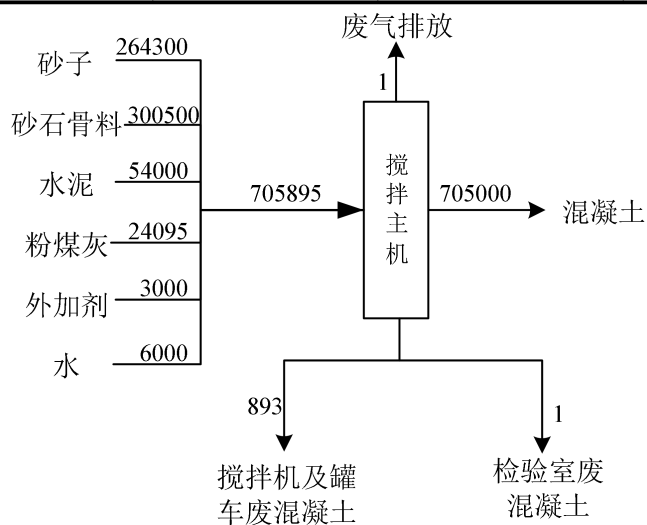 废气排放
264300
砂子
1
砂石骨料
300500
搅拌主机
水泥
54000
705895
705000
混凝土
粉煤灰
24095
外加剂
3000
水
6000
893
1
搅拌机及罐
车废混凝土
检验室废
混凝土